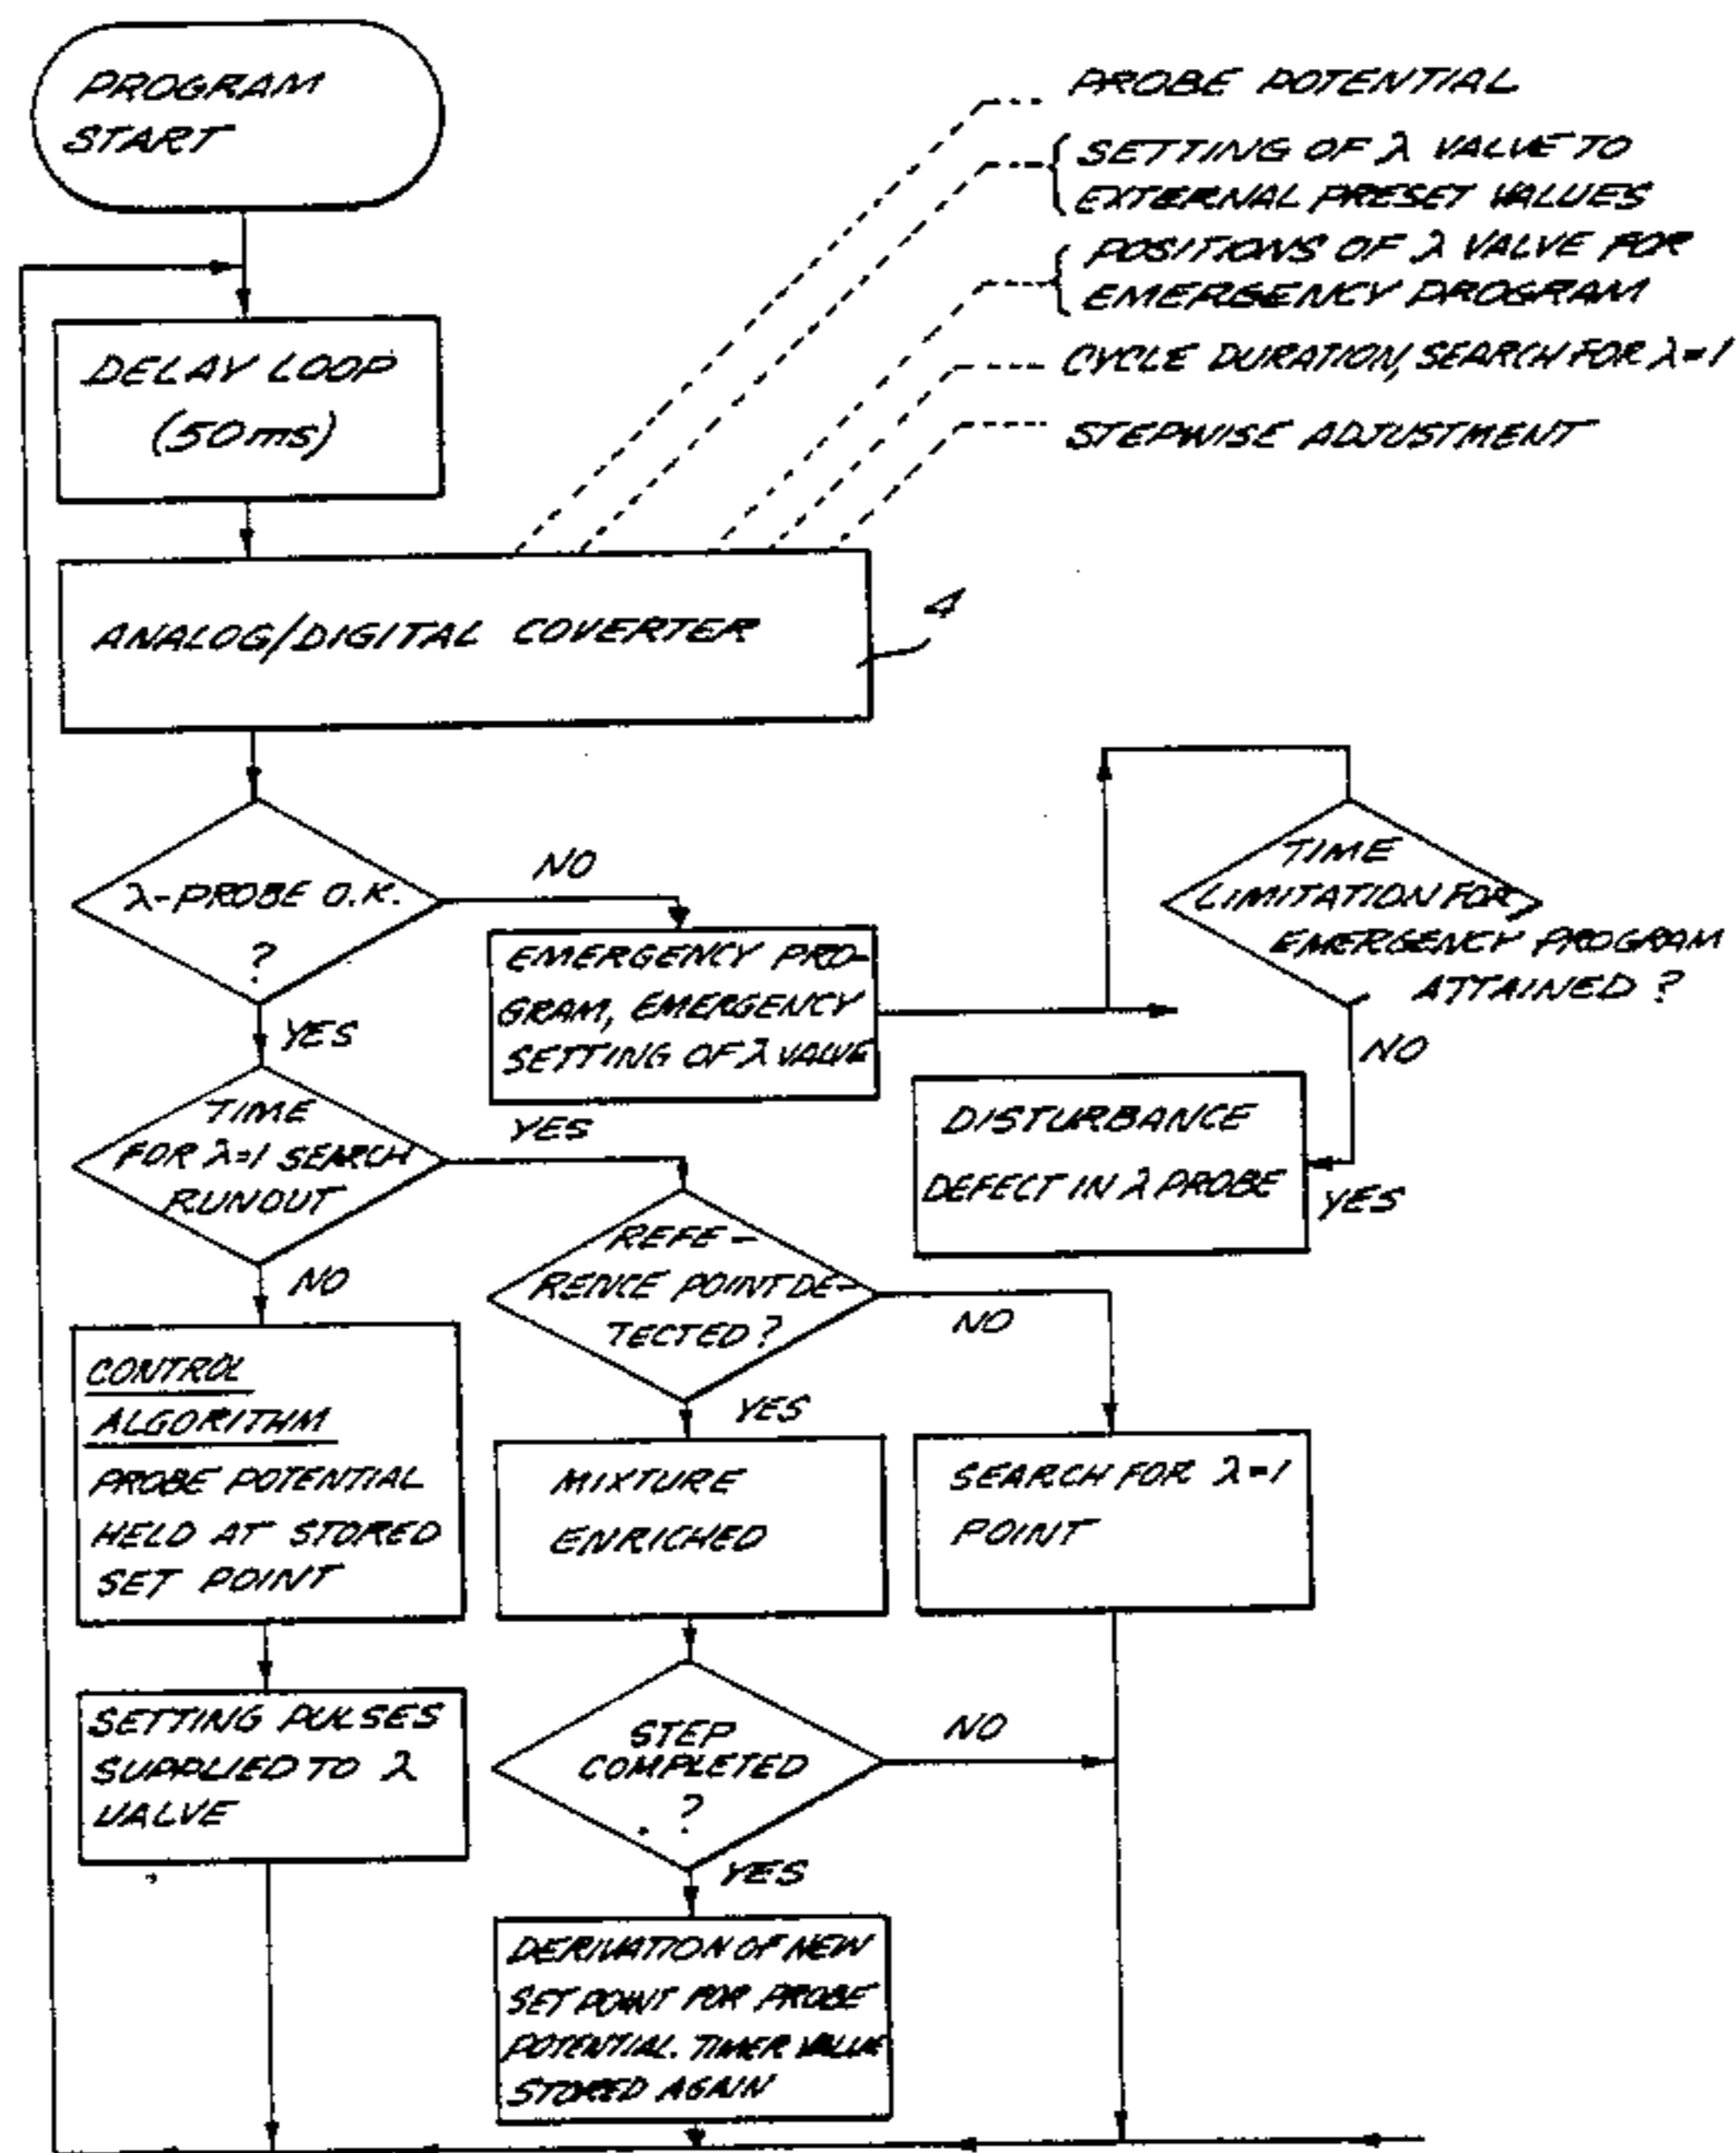 PROGRAM
START
PROBE POTENTIAL
SETTING OF λ VALVE TO
EXTERNAL PRESET VALUES
POSITIONS OF λ VALVE FOR
EMERGENCY PROGRAM
CYCLE DURATION, SEARCH FOR λ=1
STEPWISE ADJUSTMENT
DELAY LOOP
(50 ms)
ANALOG/DIGITAL COVERTER
4
λ-PROBE O.K.
?
NO
YES
EMERGENCY PRO-
GRAM, EMERGENCY
SETTING OF λ VALVE
TIME
LIMITATION FOR
EMERGENCY PROGRAM
ATTAINED ?
NO
YES
DISTURBANCE
DEFECT IN λ PROBE
TIME
FOR λ=1 SEARCH
RUNOUT
YES
NO
REFE-
RENCE POINT DE-
TECTED ?
NO
YES
CONTROL
ALGORITHM
PROBE POTENTIAL
HELD AT STORED
SET POINT
MIXTURE
ENRICHED
SEARCH FOR λ=1
POINT
SETTING PULSES
SUPPLIED TO λ
VALVE
STEP
COMPLETED
?
NO
YES
DERIVATION OF NEW
SET POINT FOR PROBE
POTENTIAL. TIMER VALUE
STORED AGAIN